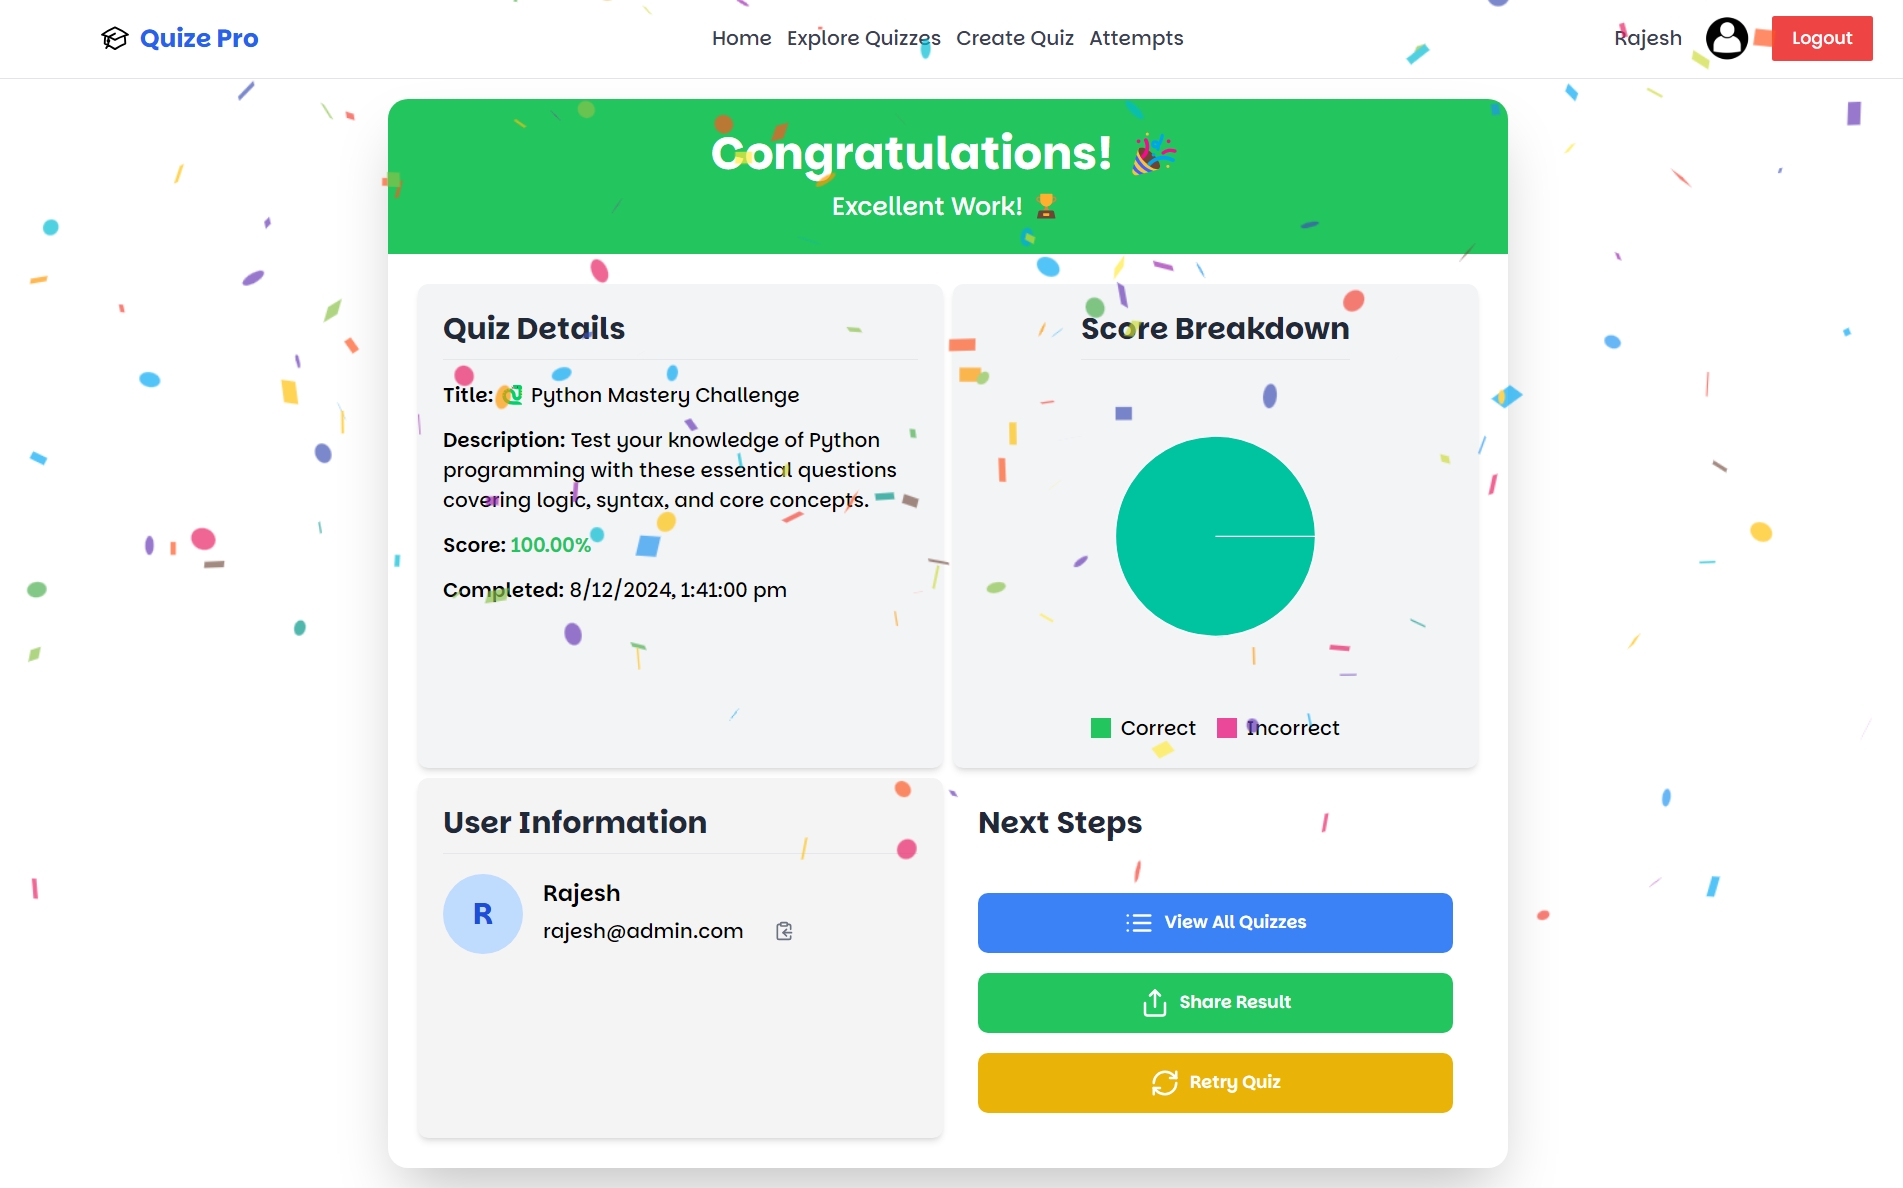 Quize Pro
Home Explore Quizzes Create Quiz Attempts
Rajesh
Logout
Congratulations! 🎉
Excellent Work! 🏆
Quiz Details
Title: 🐍 Python Mastery Challenge
Description: Test your knowledge of Python
programming with these essential questions
covering logic, syntax, and core concepts.
Score: 100.00%
Completed: 8/12/2024, 1:41:00 pm
Score Breakdown
Correct Incorrect
User Information
R
Rajesh
rajesh@admin.com
Next Steps
View All Quizzes
Share Result
Retry Quiz